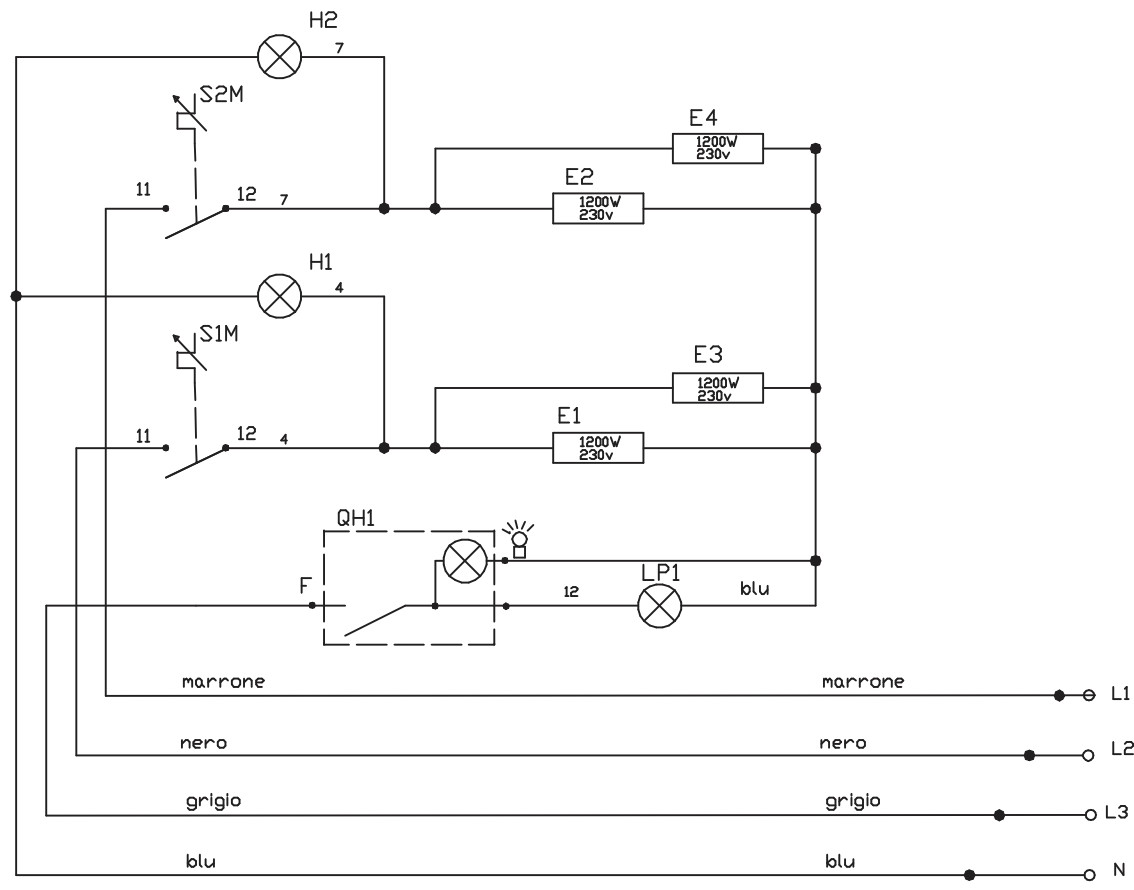 H2
7
S2M
E4
1200W
230v
E2
11
12
7
1200W
230v
H1
4
S1M
E3
1200W
230v
E1
11
12
4
1200W
230v
QH1
LP1
F
12
blu
marrone
marrone
L1
nero
nero
L2
grigio
grigio
L3
blu
blu
N